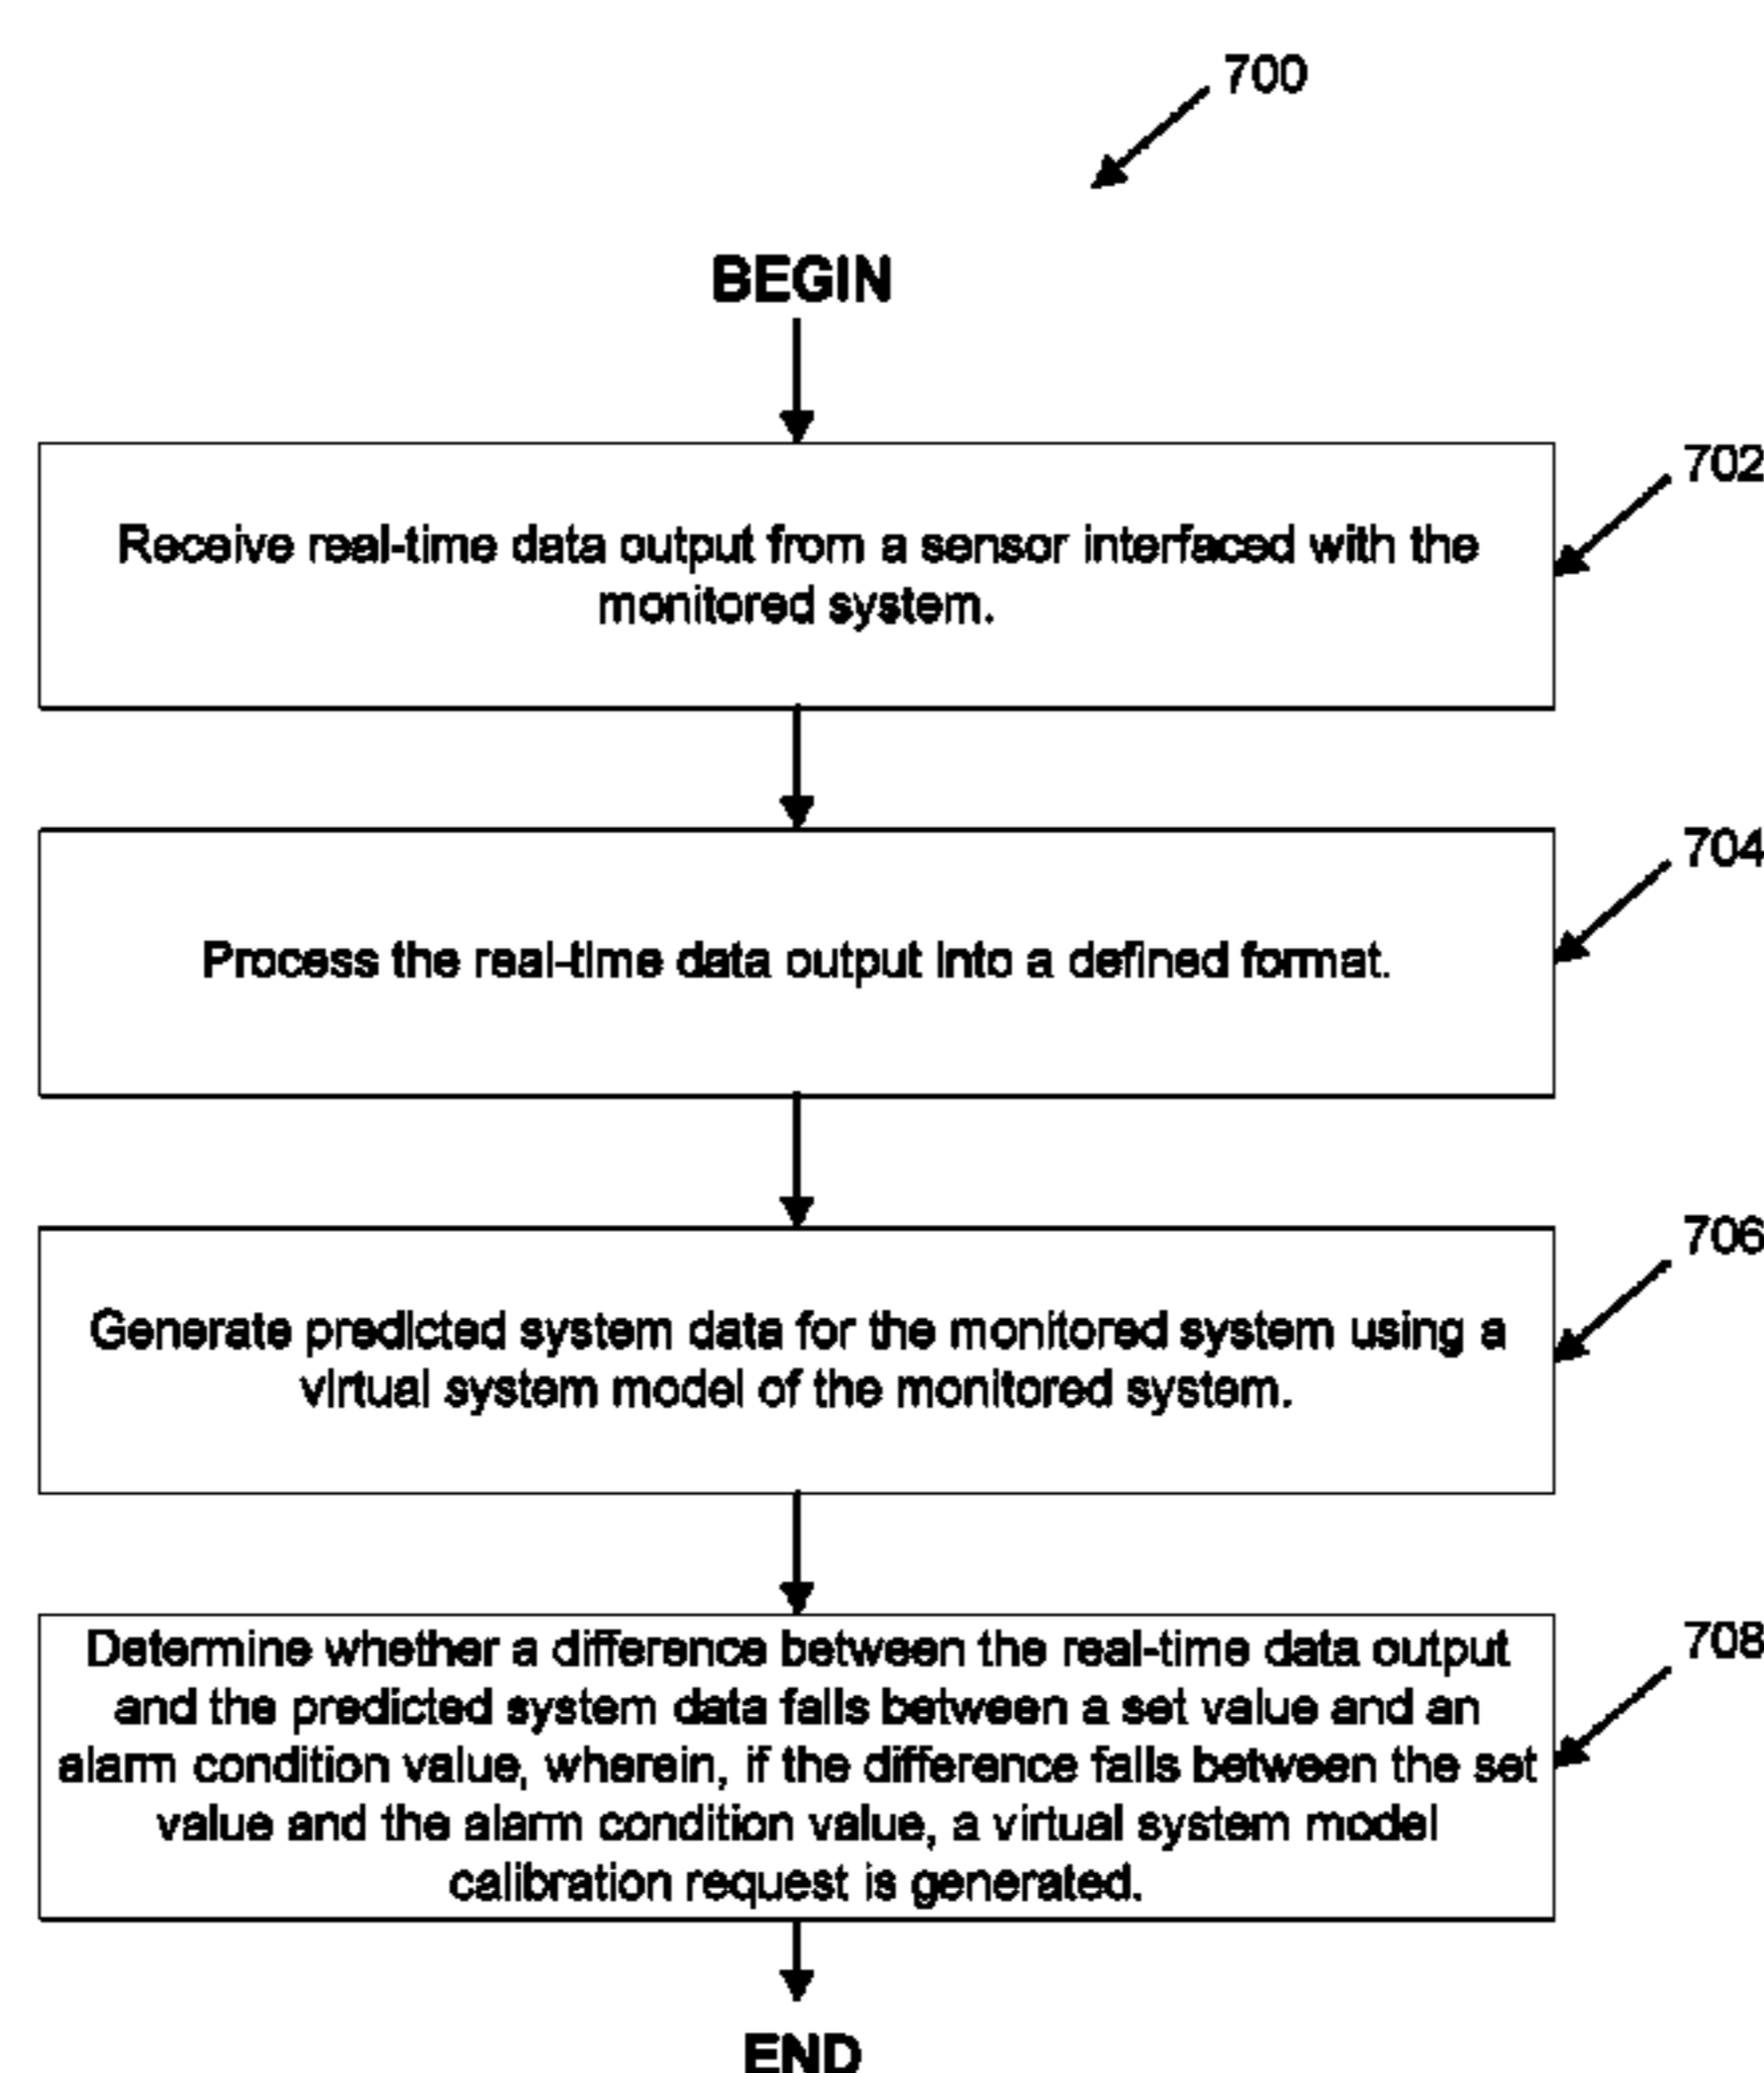 700
BEGIN
702
Receive real-time data output from a sensor interfaced with the
monitored system.
704
Process the real-time data output into a defined format.
706
Generate predicted system data for the monitored system using a
virtual system model of the monitored system.
708
Determine whether a difference between the real-time data output
and the predicted system data falls between a set value and an
alarm condition value, wherein, if the difference falls between the set
value and the alarm condition value, a virtual system model
calibration request is generated.
END